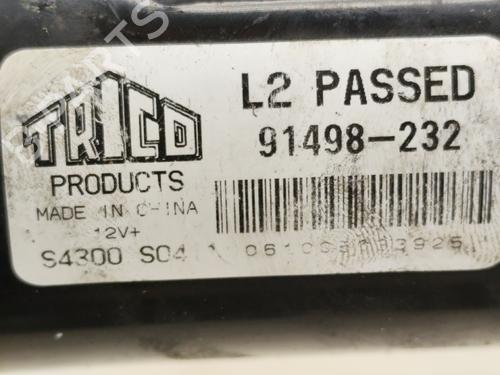 TRICO
PRODUCTS
MADE IN CHINA
12V+
S4300 S04
L2 PASSED
91498-232